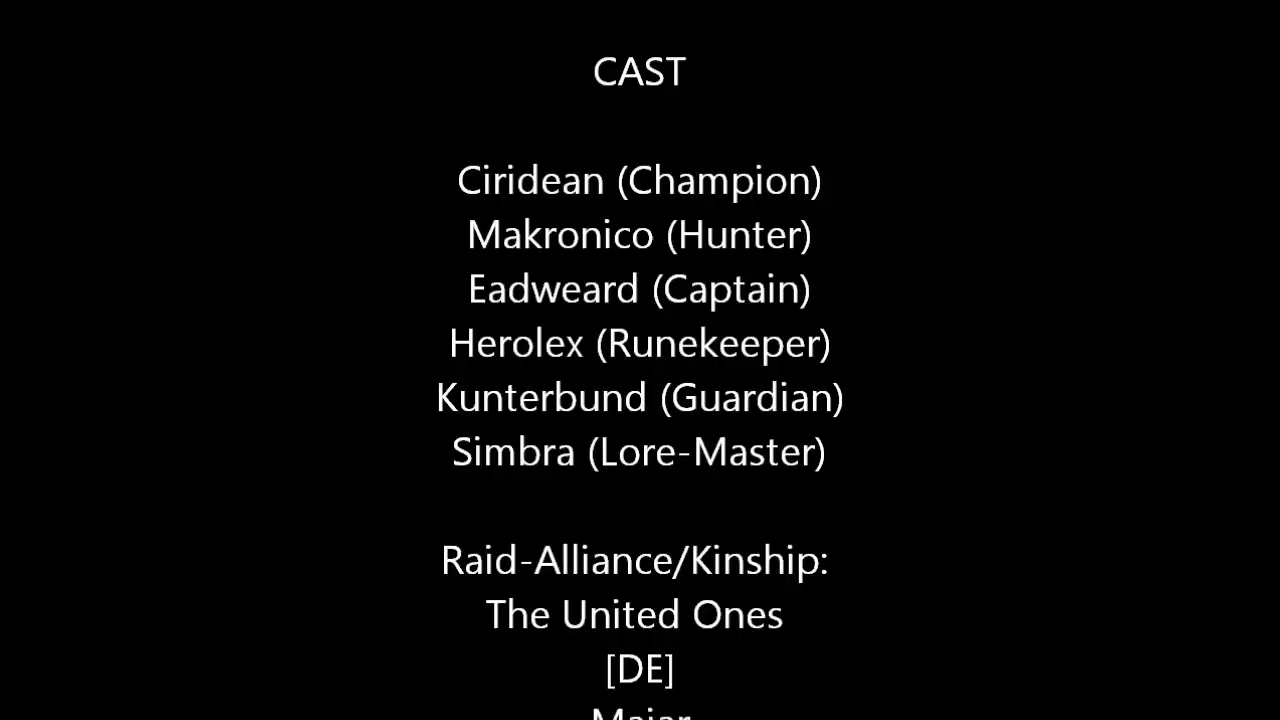 CAST
Ciridean (Champion)
Makronico (Hunter)
Eadweard (Captain)
Herolex (Runekeeper)
Kunterbund (Guardian)
Simbra (Lore-Master)
Raid-Alliance/Kinship:
The United Ones
[DE]
Maiar